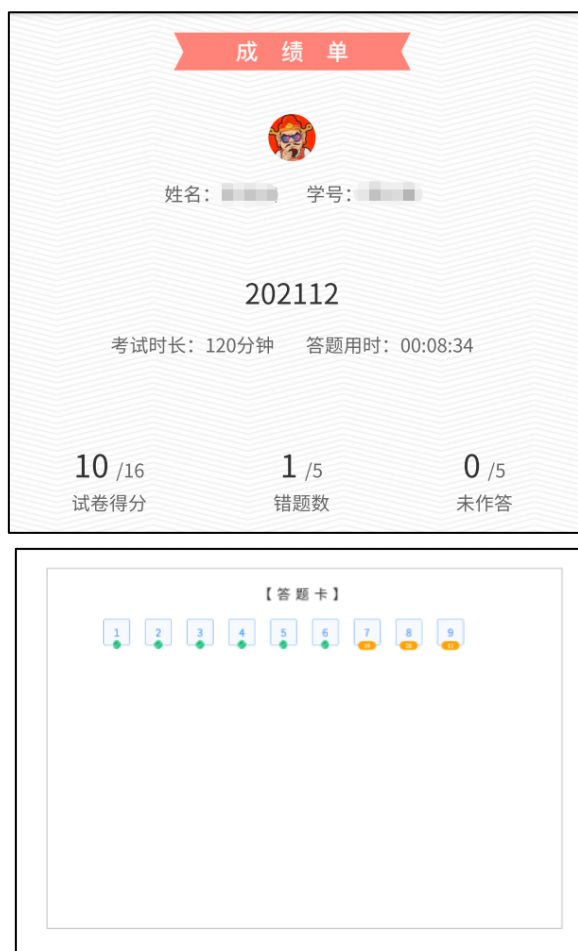 成 绩 单
姓名： 学号：
202112
考试时长：120分钟 答题用时：00:08:34
10 /16 1 /5 0 /5
试卷得分 错题数 未作答
【 答 题 卡 】
1 2 3 4 5 6 7 8 9